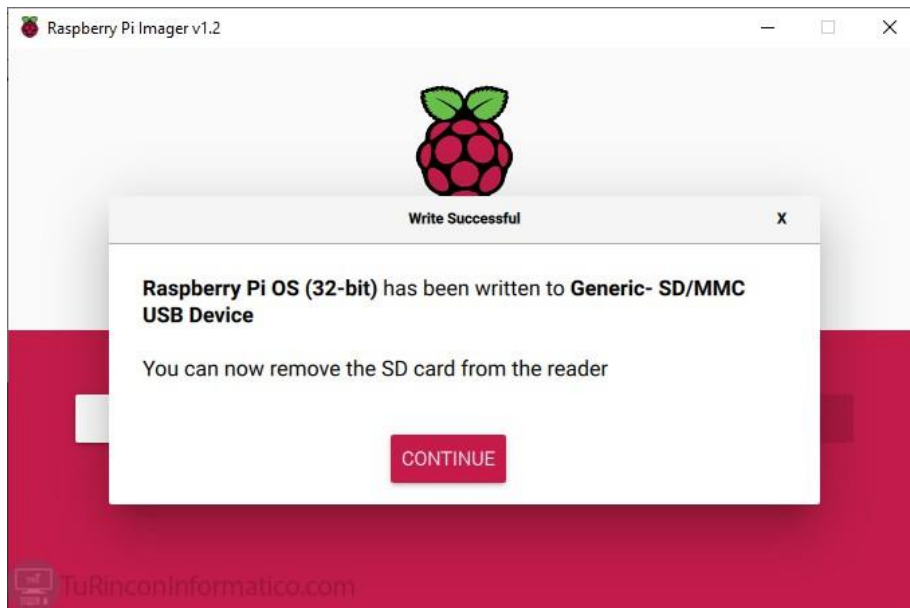 Raspberry Pi Imager v1.2
Write Successful
X
Raspberry Pi OS (32-bit) has been written to Generic- SD/MMC
USB Device
You can now remove the SD card from the reader
CONTINUE
TuRinconInformatico.com